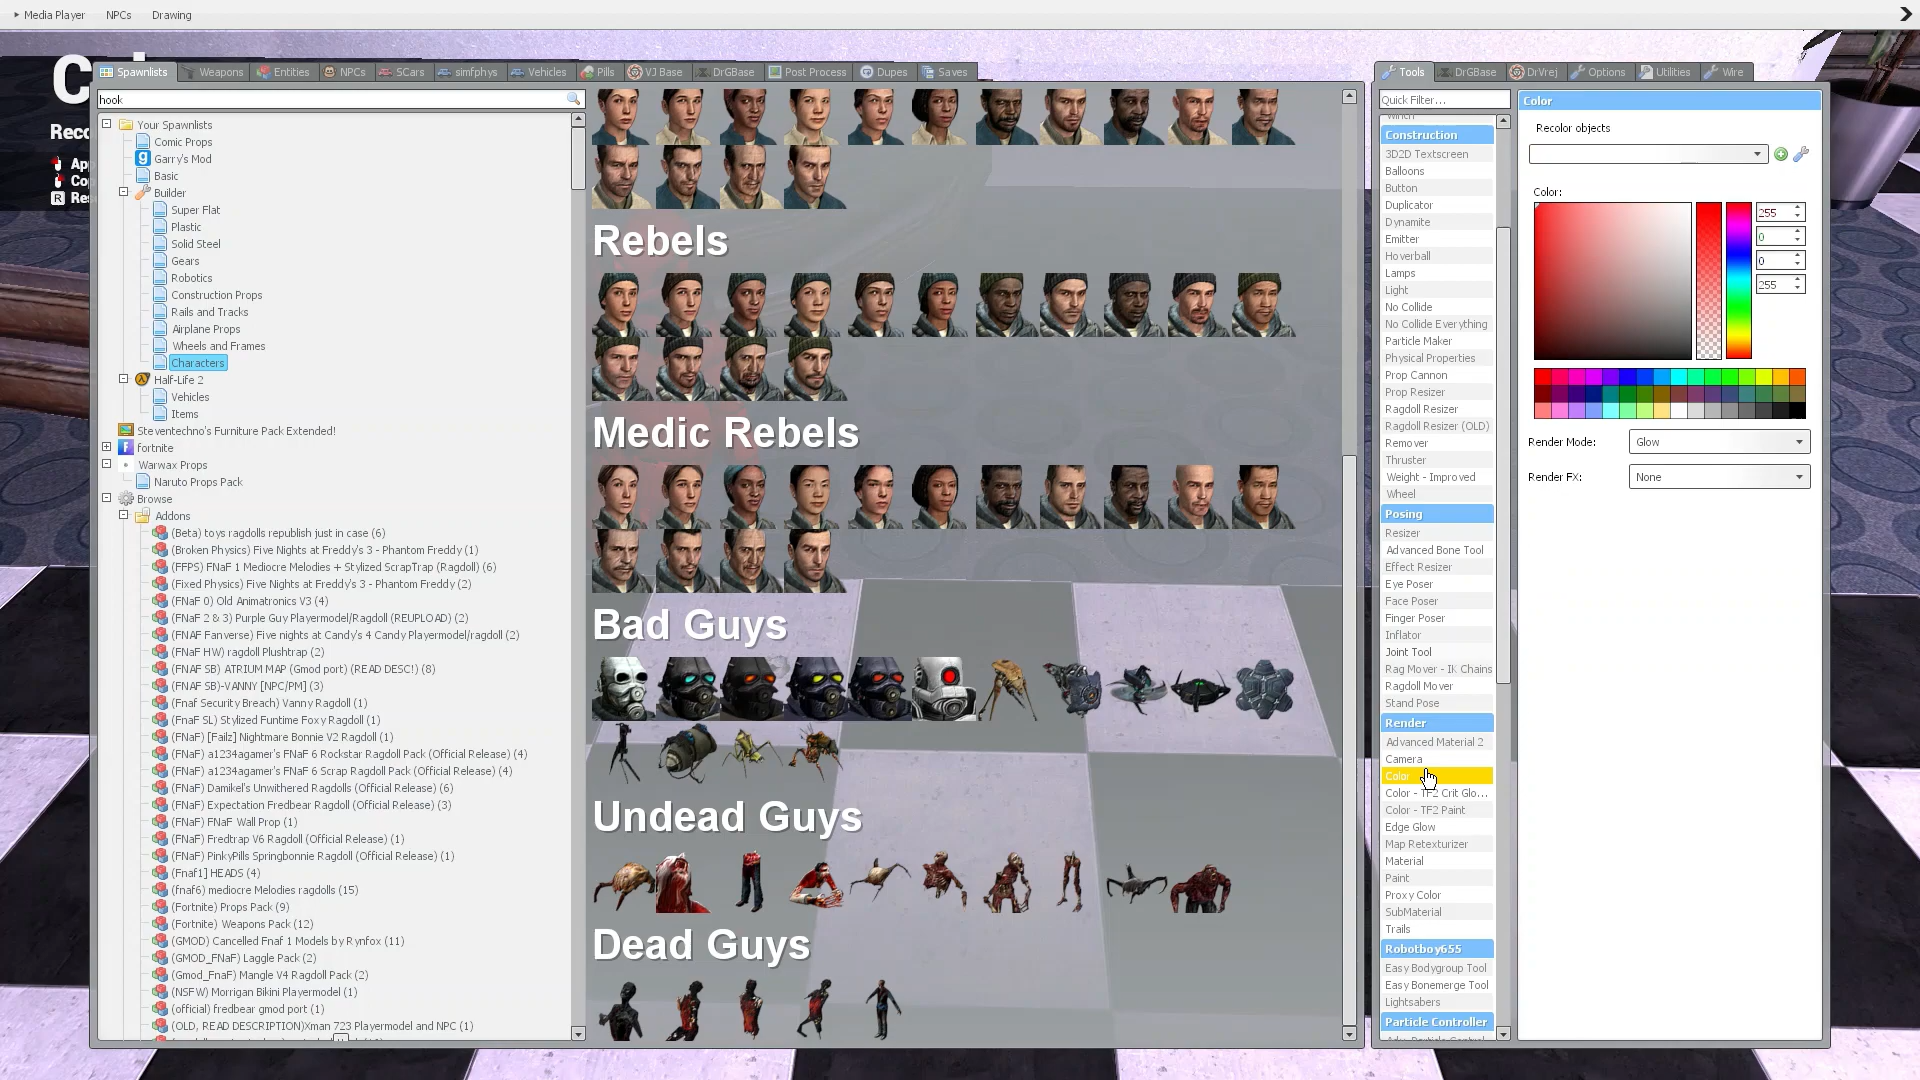 Media Player
NPCs
Drawing
C
Reco
App
Co
R Res
Spawnlists
Weapons
Entities
NPCs
SCars
simfphys
Vehicles
Pills
VJ Base
DrGBase
Post Process
Dupes
Saves
hook
Your Spawnlists
Comic Props
Garry's Mod
Basic
Builder
Super Flat
Plastic
Solid Steel
Gears
Robotics
Construction Props
Rails and Tracks
Airplane Props
Wheels and Frames
Characters
Half-Life 2
Vehicles
Items
Steventechno's Furniture Pack Extended!
fortnite
Warwax Props
Naruto Props Pack
Browse
Addons
(Beta) toys ragdolls republish just in case (6)
(Broken Physics) Five Nights at Freddy's 3 - Phantom Freddy (1)
(FFPS) FNaF 1 Mediocre Melodies + Stylized ScrapTrap (Ragdoll) (6)
(Fixed Physics) Five Nights at Freddy's 3 - Phantom Freddy (2)
(FNaF 0) Old Animatronics V3 (4)
(FNaF 2 & 3) Purple Guy Playermodel/Ragdoll (REUPLOAD) (2)
(FNAF Fanverse) Five nights at Candy's 4 Candy Playermodel/ragdoll (2)
(FNaF HW) ragdoll Plushtrap (2)
(FNAF SB) ATRIUM MAP (Gmod port) (READ DESC!) (8)
(FNAF SB)-VANNY [NPC/PM] (3)
(Fnaf Security Breach) Vanny Ragdoll (1)
(FNaF SL) Stylized Funtime Foxy Ragdoll (1)
(FNaF) [Failz] Nightmare Bonnie V2 Ragdoll (1)
(FNaF) a1234agamer's FNAF 6 Rockstar Ragdoll Pack (Official Release) (4)
(FNaF) a1234agamer's FNAF 6 Scrap Ragdoll Pack (Official Release) (4)
(FNaF) Damikel's Unwithered Ragdolls (Official Release) (6)
(FNaF) Expectation Fredbear Ragdoll (Official Release) (3)
(FNaF) FNaF Wall Prop (1)
(FNaF) Fredtrap V6 Ragdoll (Official Release) (1)
(FNaF) PinkyPills Springbonnie Ragdoll (Official Release) (1)
(Fnaf1] HEADS (4)
(fnaf6) mediocre Melodies ragdolls (15)
(Fortnite) Props Pack (9)
(Fortnite) Weapons Pack (12)
(GMOD) Cancelled Fnaf 1 Models by Rynfox (11)
(GMOD_FNaF) Laggle Pack (2)
(Gmod_FnaF) Mangle V4 Ragdoll Pack (2)
(NSFW) Morrigan Bikini Playermodel (1)
(official) fredbear gmod port (1)
(OLD, READ DESCRIPTION)Xman 723 Playermodel and NPC (1)
Rebels
Medic Rebels
Bad Guys
Undead Guys
Dead Guys
Tools
DrGBase
DrVrej
Options
Utilities
Wire
Quick Filter...
Winch
Construction
3D2D Textscreen
Balloons
Button
Duplicator
Dynamite
Emitter
Hoverball
Lamps
Light
No Collide
No Collide Everything
Particle Maker
Physical Properties
Prop Cannon
Prop Resizer
Ragdoll Resizer
Ragdoll Resizer (OLD)
Remover
Thruster
Weight - Improved
Wheel
Posing
Resizer
Advanced Bone Tool
Effect Resizer
Eye Poser
Face Poser
Finger Poser
Inflator
Joint Tool
Rag Mover - IK Chains
Ragdoll Mover
Stand Pose
Render
Advanced Material 2
Camera
Color
Color - TF2 Crit Glo...
Color - TF2 Paint
Edge Glow
Map Retexturizer
Material
Paint
Proxy Color
SubMaterial
Trails
Robotboy655
Easy Bodygroup Tool
Easy Bonemerge Tool
Lightsabers
Particle Controller
Color
Recolor objects
Color:
255
0
0
255
Render Mode:
Glow
Render FX:
None